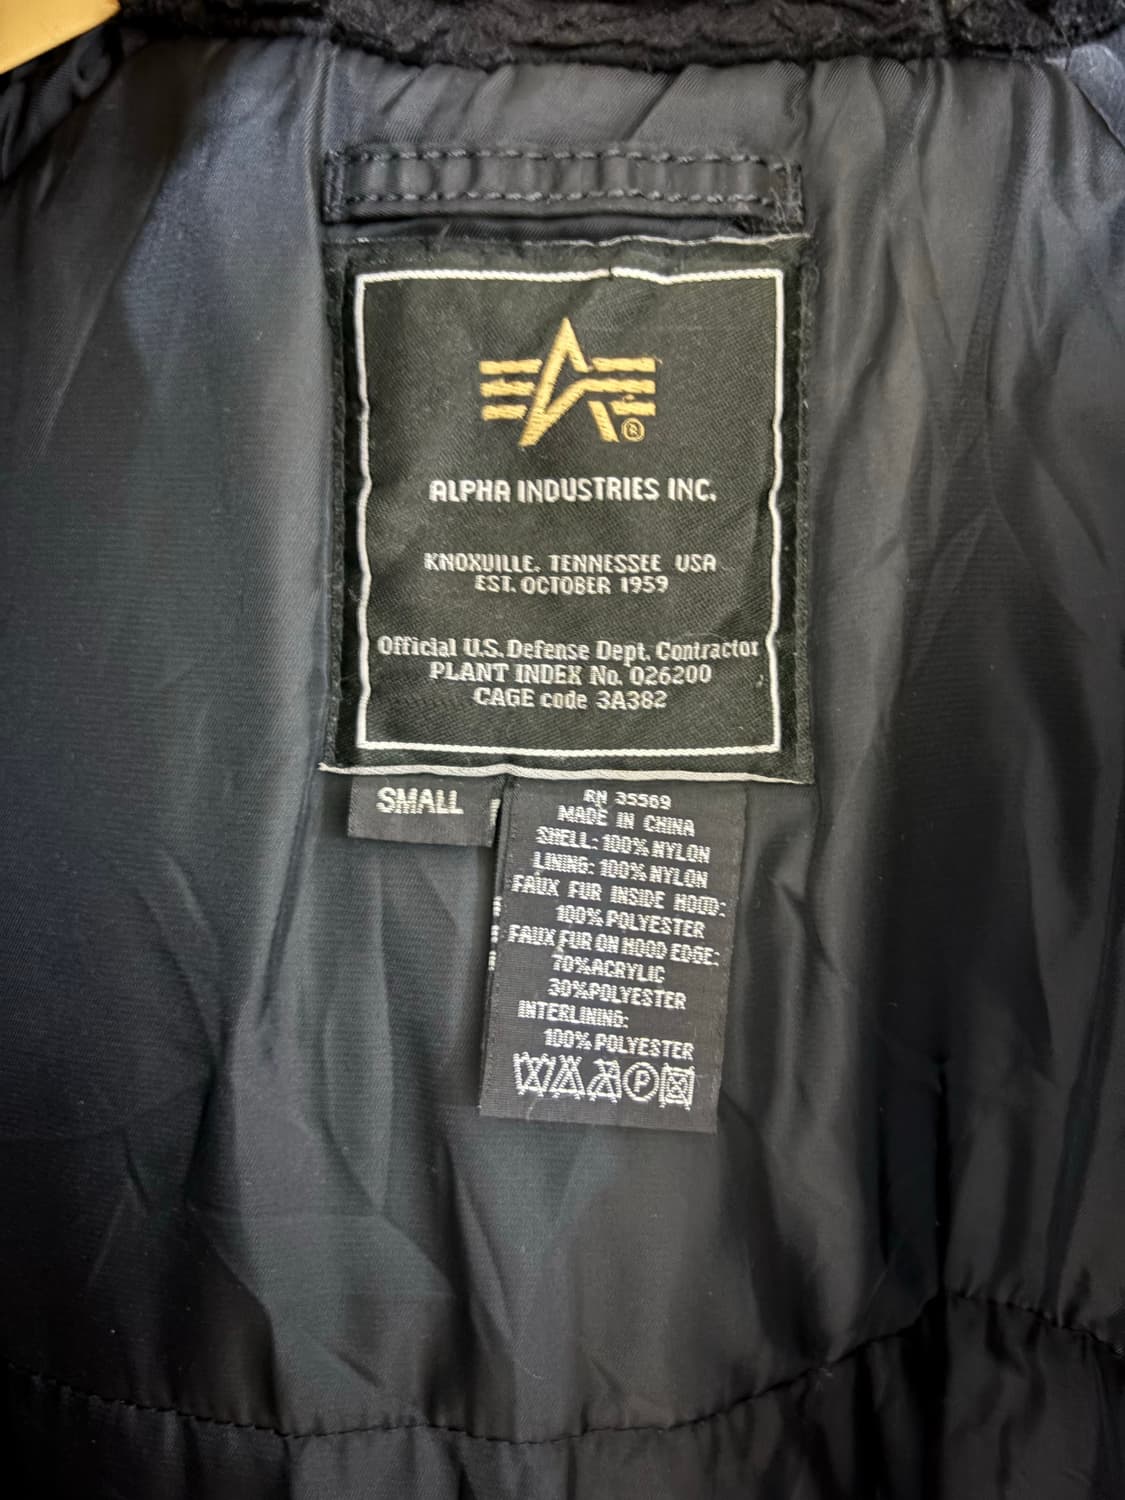 ®
ALPHA INDUSTRIES INC.
KNOXVILLE, TENNESSEE USA
EST. OCTOBER 1959
Official U.S. Defense Dept. Contractor
PLANT INDEX No. 026200
CAGE code 3A382
SMALL
RN 35569
MADE IN CHINA
SHELL: 100% NYLON
LINING: 100% NYLON
FAUX FUR INSIDE HOOD:
100% POLYESTER
FAUX FUR ON HOOD EDGE:
70%ACRYLIC
30%POLYESTER
INTERLINING:
100% POLYESTER
P